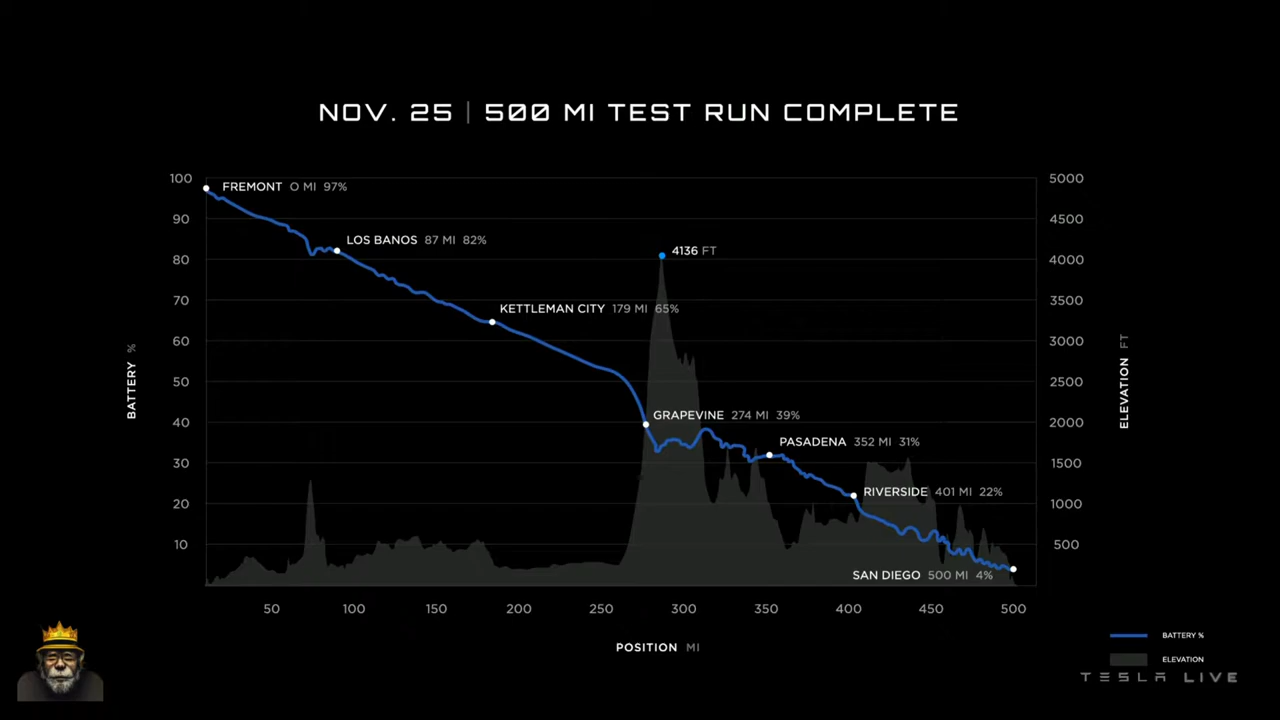 NOV. 25 | 500 MI TEST RUN COMPLETE
100
90
80
70
60
50
40
30
20
10
BATTERY %
5000
4500
4000
3500
3000
2500
2000
1500
1000
500
ELEVATION FT
FREMONT O MI 97%
LOS BANOS 87 MI 82%
4136 FT
KETTLEMAN CITY 179 MI 65%
GRAPEVINE 274 MI 39%
PASADENA 352 MI 31%
RIVERSIDE 401 MI 22%
SAN DIEGO 500 MI 4%
50 100 150 200 250 300 350 400 450 500
POSITION MI
BATTERY %
ELEVATION
TESLA LIVE